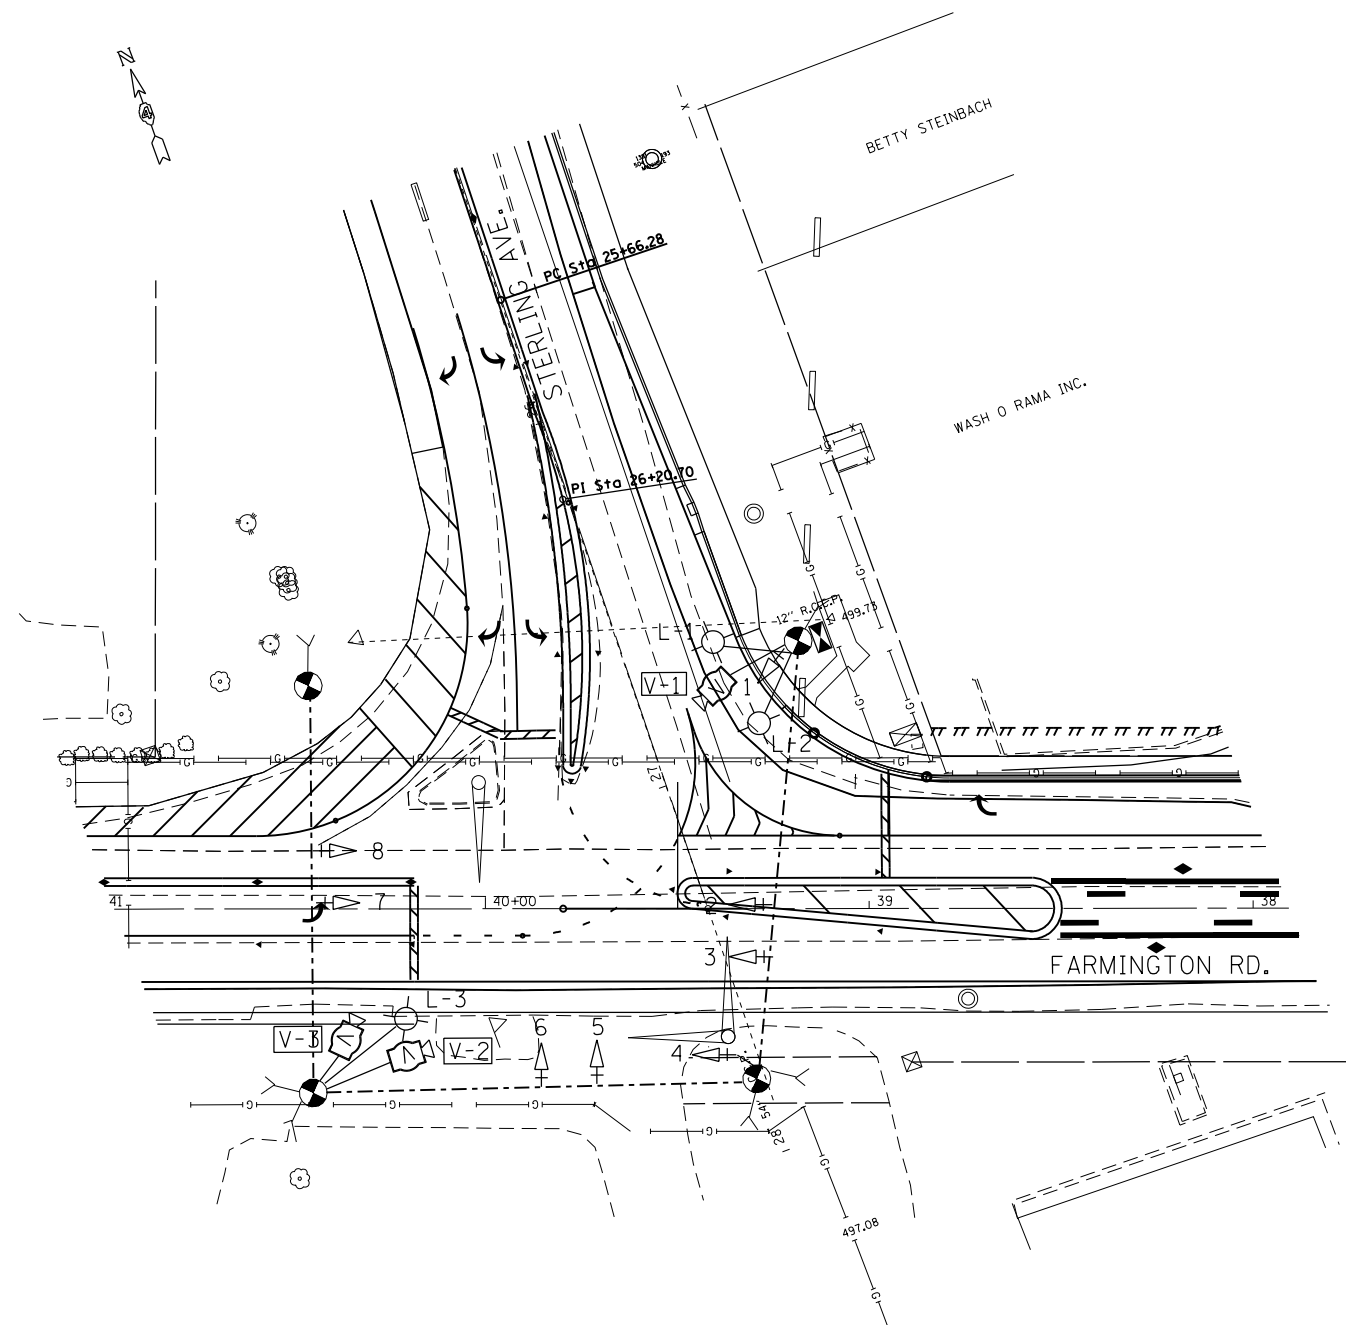 N
4
BETTY STEINBACH
STERLING AVE.
PC Sta 25+66.28
WASH O RAMA INC.
PI Sta 26+20.70
12" R.C.P.
499.73
L-1
V-1
1
L-2
G G G G G G G
8
41
7
40+00
2
39
38
3
FARMINGTON RD.
L-3
V-3
V-2
6
5
4
G G G G
28'-54"
G
497.08
G